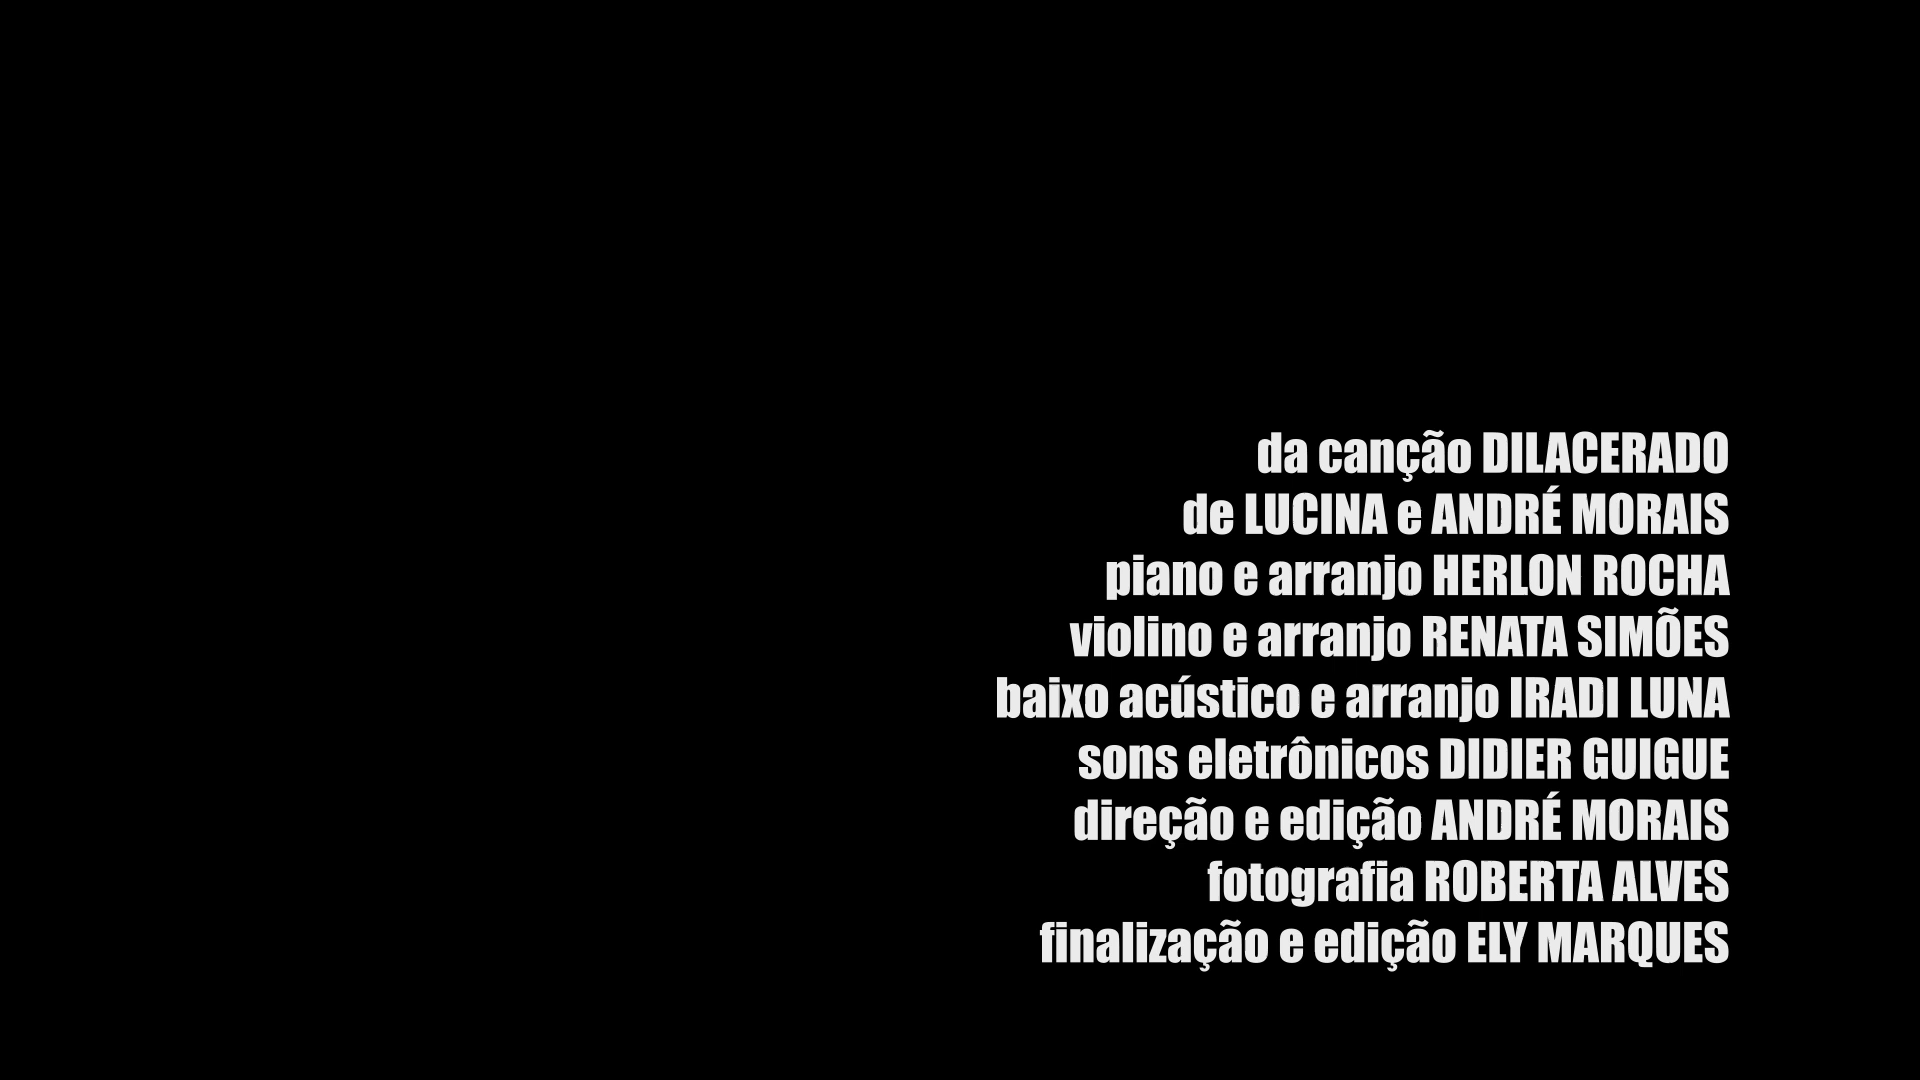 da canção DILACERADO
de LUCINA e ANDRÉ MORAIS
piano e arranjo HERLON ROCHA
violino e arranjo RENATA SIMÕES
baixo acústico e arranjo IRADI LUNA
sons eletrônicos DIDIER GUIGUE
direção e edição ANDRÉ MORAIS
fotografia ROBERTA ALVES
finalização e edição ELY MARQUES